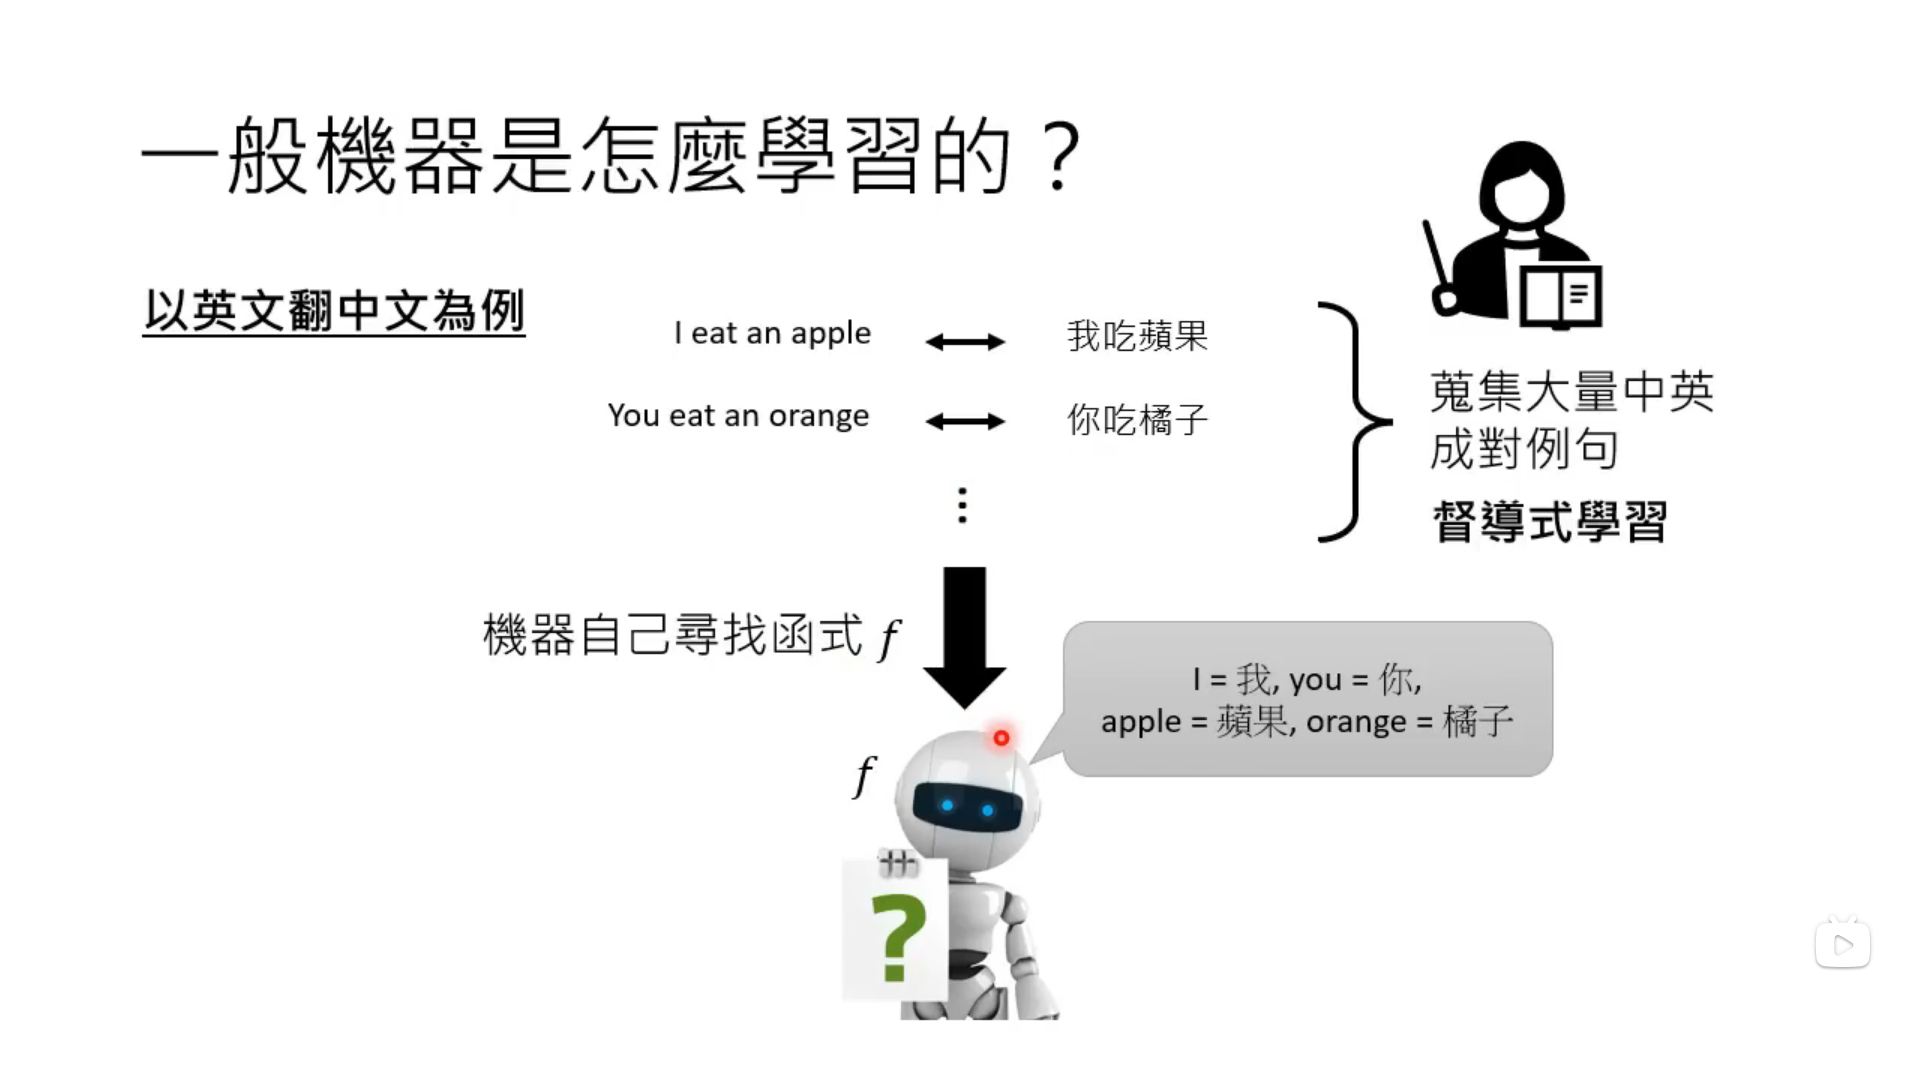 一般機器是怎麼學習的？
以英文翻中文為例
I eat an apple
我吃蘋果
You eat an orange
你吃橘子
⋮
蒐集大量中英
成對例句
督導式學習
機器自己尋找函式 f
I = 我, you = 你,
apple = 蘋果, orange = 橘子
f
?